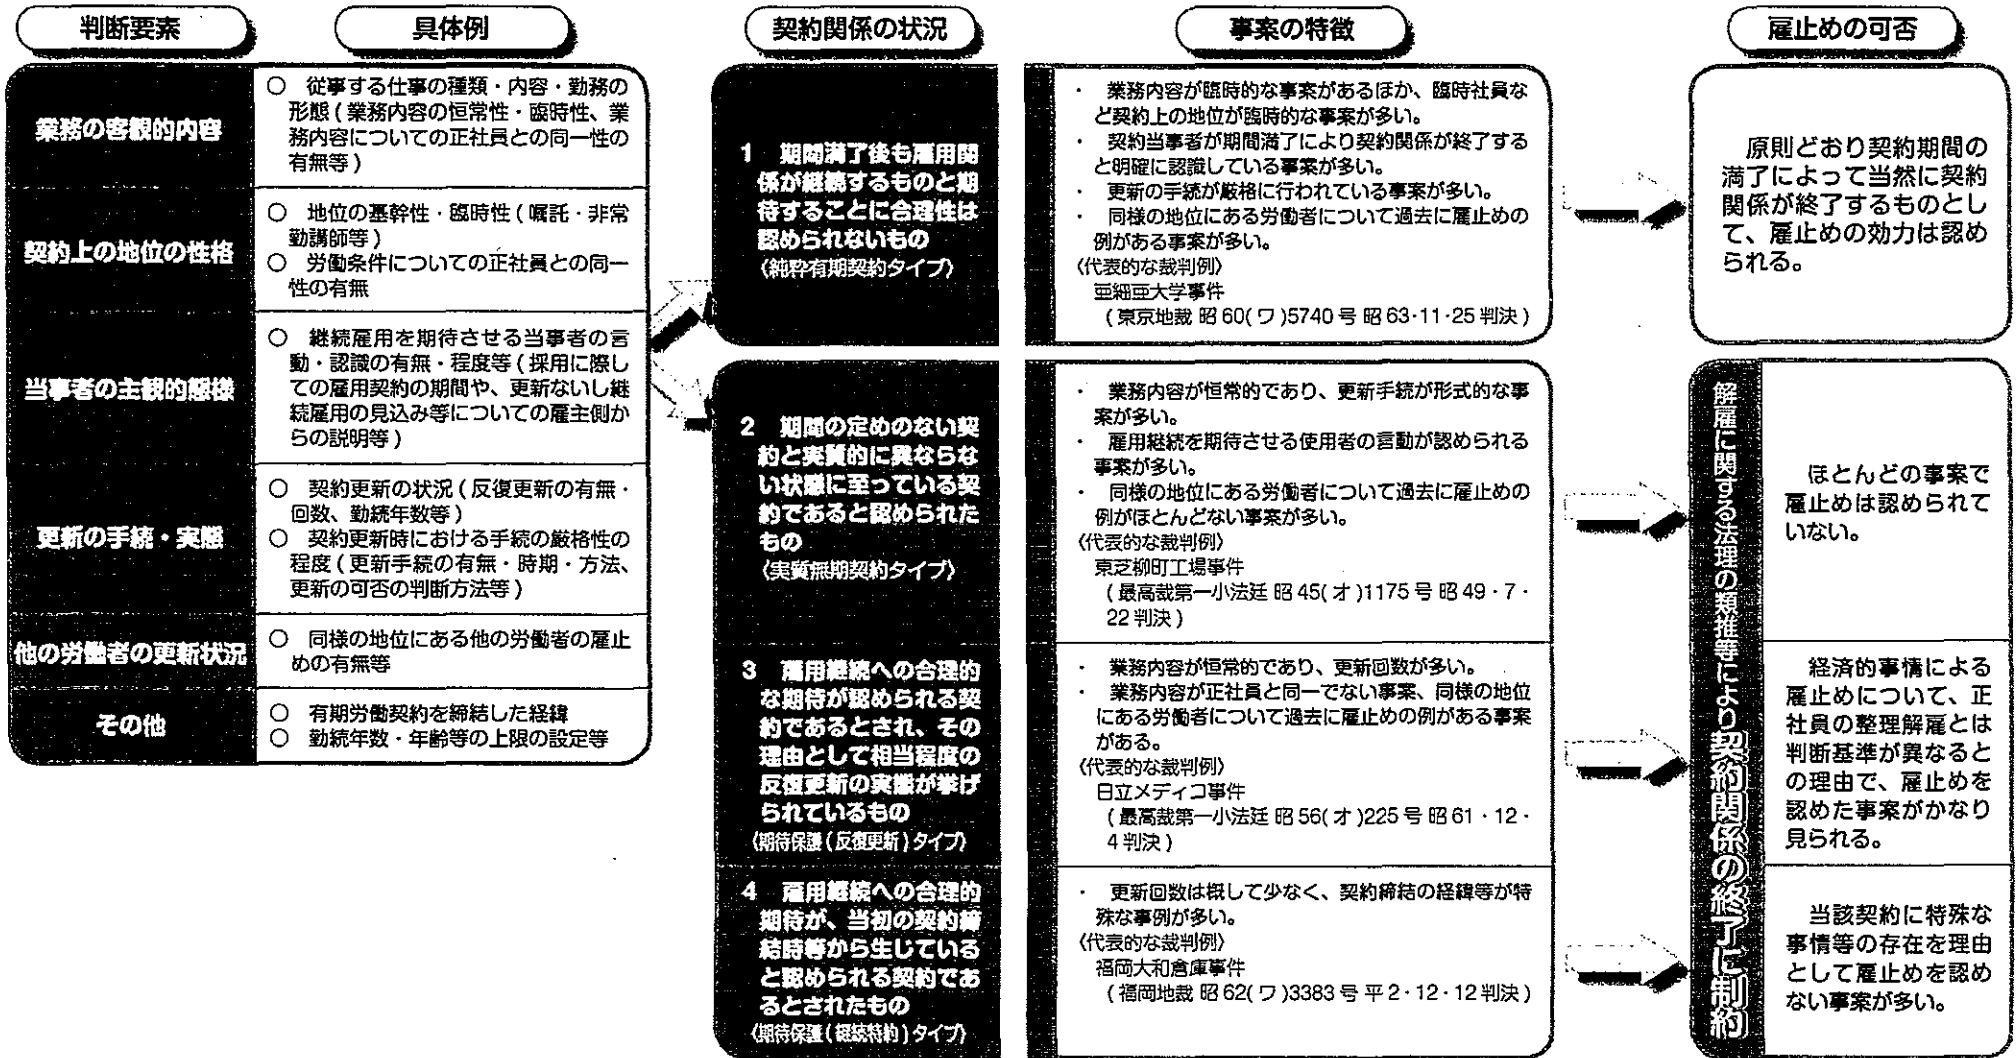 判断要素
具体例
契約関係の状況
事案の特徴
雇止めの可否
業務の客観的内容
○ 従事する仕事の種類・内容・勤務の
形態(業務内容の恒常性・臨時性、業
務内容についての正社員との同一性の
有無等)
契約上の地位の性格
○ 地位の基幹性・臨時性(嘱託・非常
勤講師等)
○ 労働条件についての正社員との同一
性の有無
当事者の主観的態様
○ 継続雇用を期待させる当事者の言
動・認識の有無・程度等(採用に際し
ての雇用契約の期間や、更新ないし継
続雇用の見込み等についての雇主側か
らの説明等)
更新の手続・実態
○ 契約更新の状況(反復更新の有無・
回数、勤続年数等)
○ 契約更新時における手続の厳格性の
程度(更新手続の有無・時期・方法、
更新の可否の判断方法等)
他の労働者の更新状況
○ 同様の地位にある他の労働者の雇止
めの有無等
その他
○ 有期労働契約を締結した経緯
○ 勤続年数・年齢等の上限の設定等
1 期間満了後も雇用関
係が継続するものと期
待することに合理性は
認められないもの
〈純粋有期契約タイプ〉
・ 業務内容が臨時的な事案があるほか、臨時社員な
ど契約上の地位が臨時的な事案が多い。
・ 契約当事者が期間満了により契約関係が終了する
と明確に認識している事案が多い。
・ 更新の手続が厳格に行われている事案が多い。
・ 同様の地位にある労働者について過去に雇止めの
例がある事案が多い。
〈代表的な裁判例〉
亜細亜大学事件
(東京地裁 昭60(ワ)5740号 昭63・11・25判決)
原則どおり契約期間の
満了によって当然に契約
関係が終了するものとし
て、雇止めの効力は認め
られる。
2 期間の定めのない契
約と実質的に異ならな
い状態に至っている契
約であると認められた
もの
〈実質無期契約タイプ〉
・ 業務内容が恒常的であり、更新手続が形式的な事
案が多い。
・ 雇用継続を期待させる使用者の言動が認められる
事案が多い。
・ 同様の地位にある労働者について過去に雇止めの
例がほとんどない事案が多い。
〈代表的な裁判例〉
東芝柳町工場事件
(最高裁第一小法廷 昭45(オ)1175号 昭49・7・
22判決)
解雇に関する法理の類推等により契約関係の終了に制約
ほとんどの事案で
雇止めは認められて
いない。
3 雇用継続への合理的
な期待が認められる契
約であるとされ、その
理由として相当程度の
反復更新の実態が挙げ
られているもの
〈期待保護(反復更新)タイプ〉
・ 業務内容が恒常的であり、更新回数が多い。
・ 業務内容が正社員と同一でない事案、同様の地位
にある労働者について過去に雇止めの例がある事案
がある。
〈代表的な裁判例〉
日立メディコ事件
(最高裁第一小法廷 昭56(オ)225号 昭61・12・
4判決)
経済的事情による
雇止めについて、正
社員の整理解雇とは
判断基準が異なると
の理由で、雇止めを
認めた事案がかなり
見られる。
4 雇用継続への合理的
期待が、当初の契約締
結時等から生じている
と認められる契約であ
るとされたもの
〈期待保護(継続特約)タイプ〉
・ 更新回数は概して少なく、契約締結の経緯等が特
殊な事例が多い。
〈代表的な裁判例〉
福岡大和倉庫事件
(福岡地裁 昭62(ワ)3383号 平2・12・12判決)
当該契約に特殊な
事情等の存在を理由
として雇止めを認め
ない事案が多い。